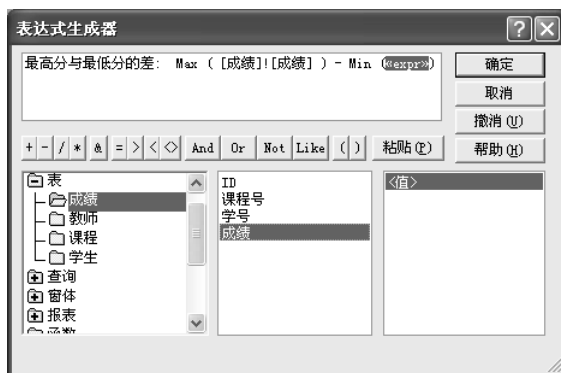 表达式生成器
最高分与最低分的差: Max ( [成绩]![成绩] ) - Min («expr»)
确定
取消
撤消(U)
帮助(H)
+ - / * & = > < <> And Or Not Like ( ) 粘贴(P)
表
成绩
教师
课程
学生
查询
窗体
报表
函数
ID
课程号
学号
成绩
<值>